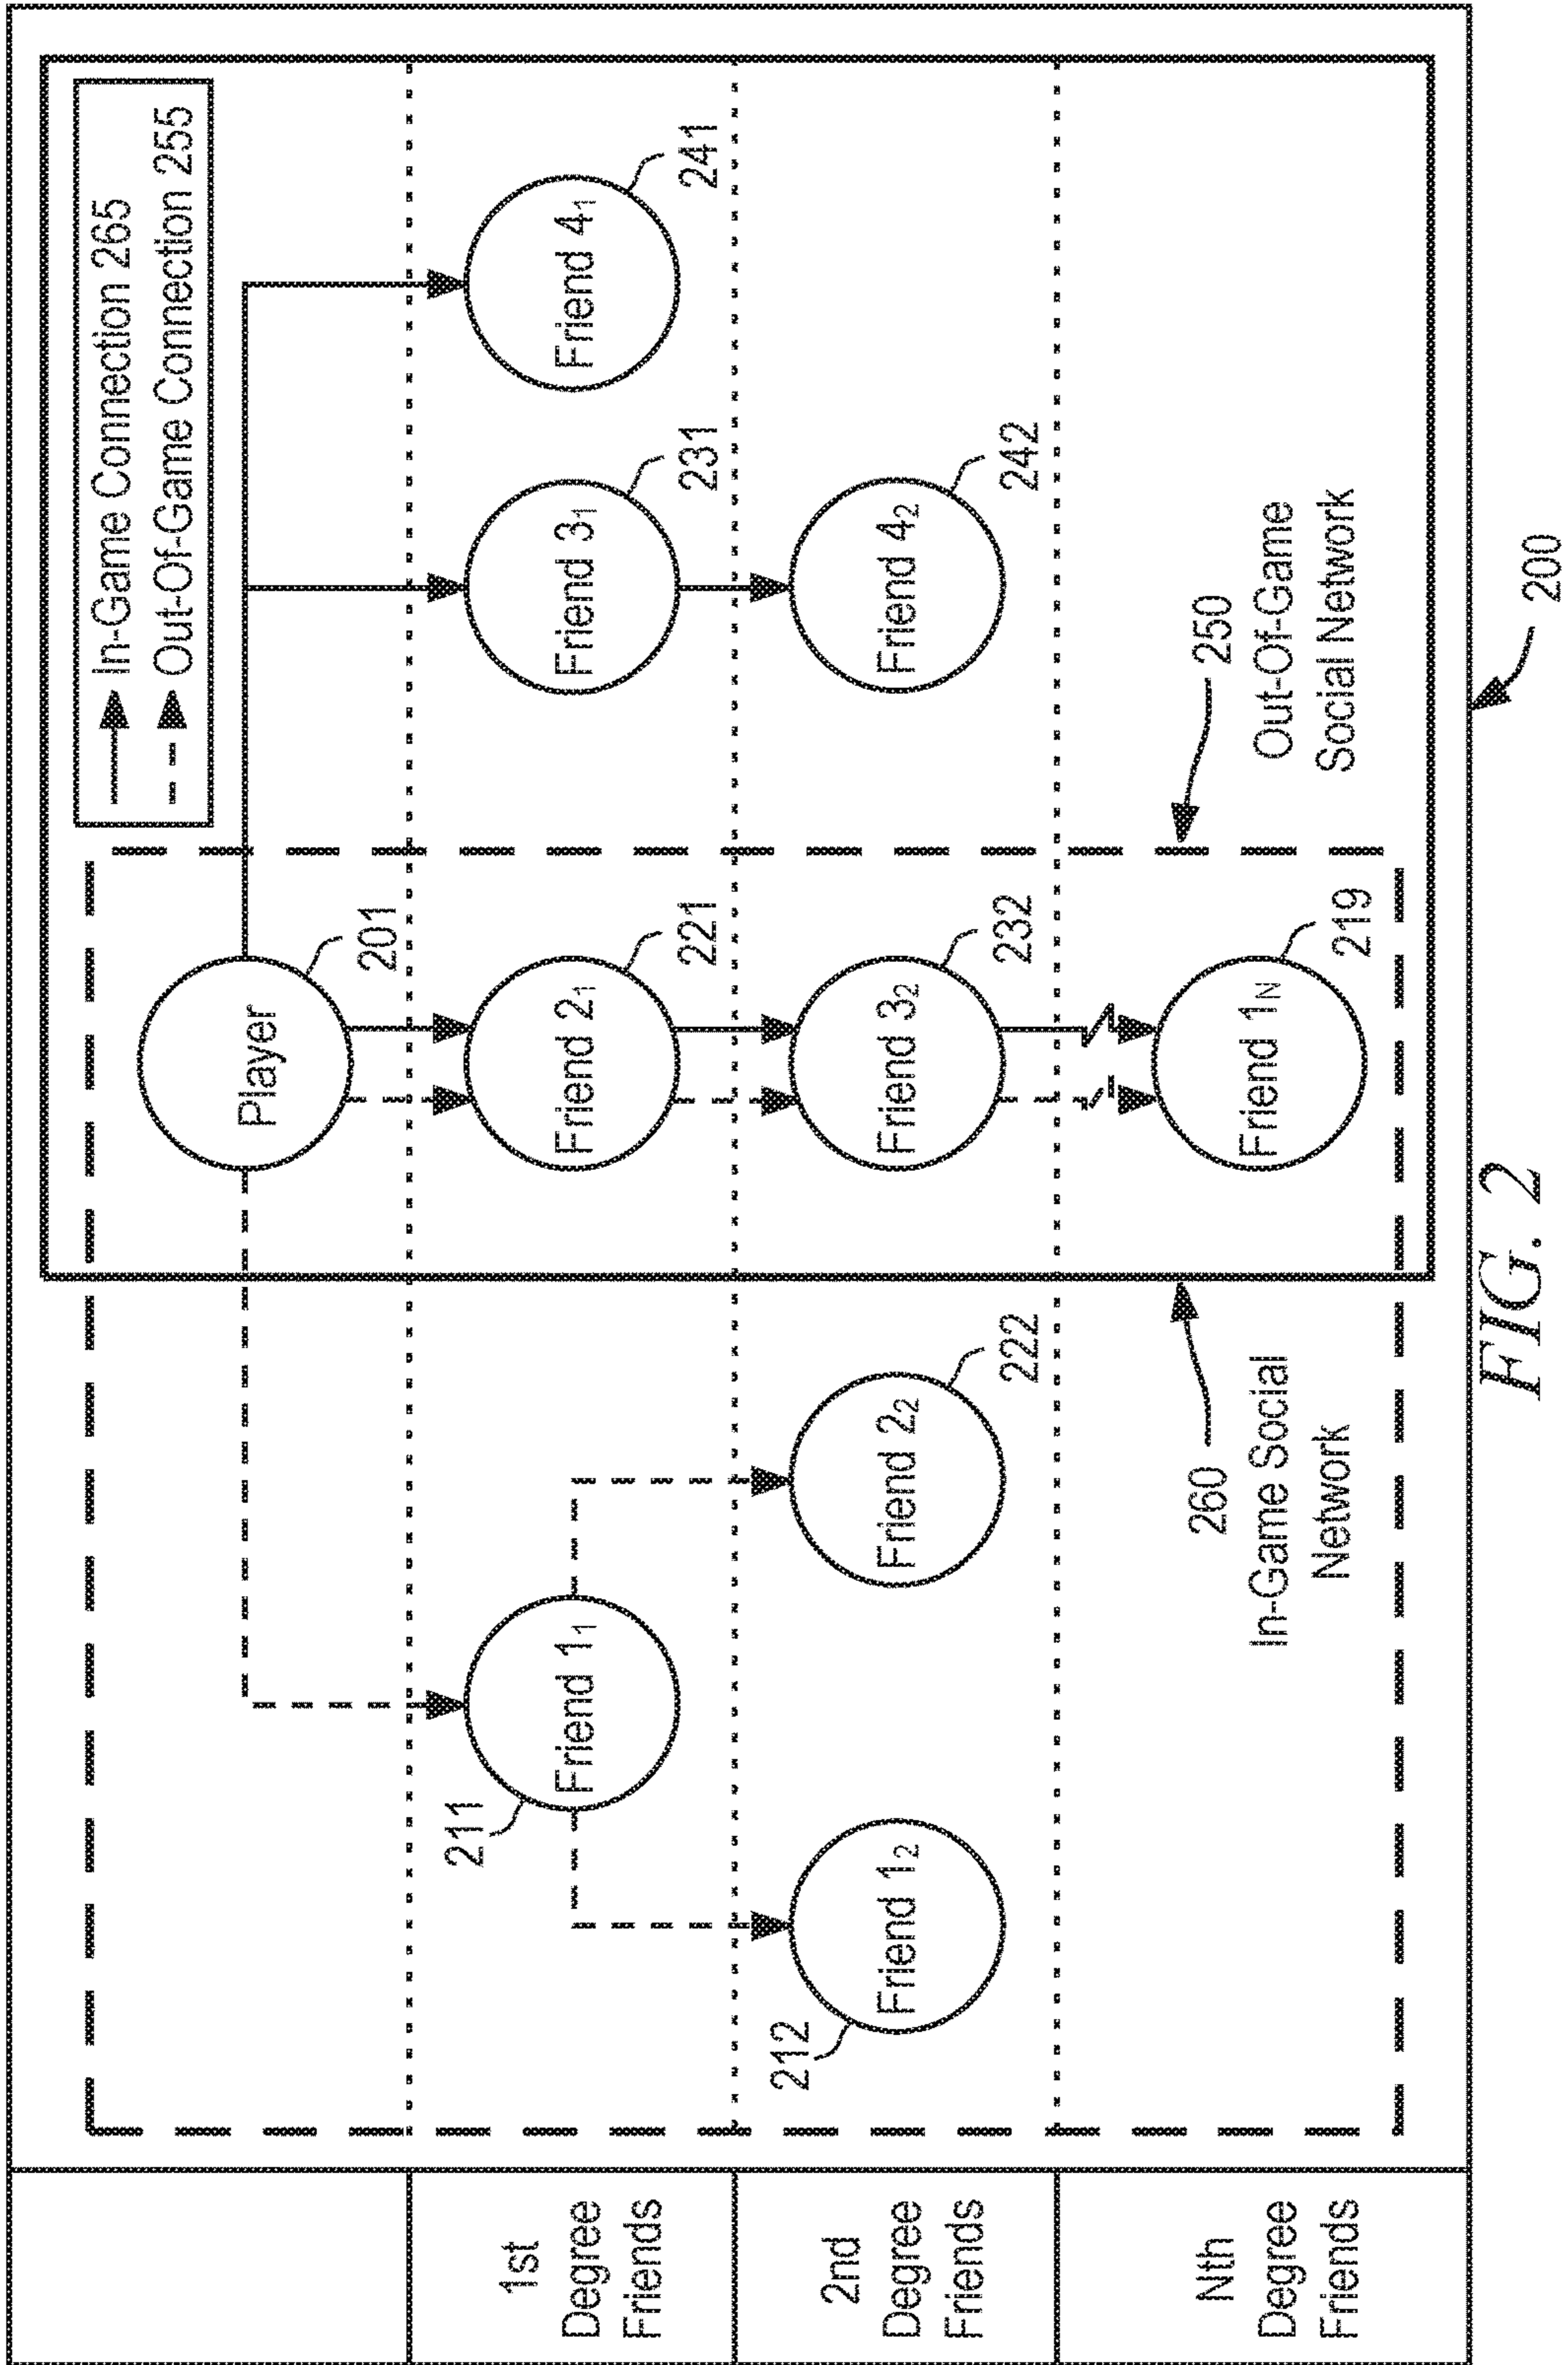 In-Game Connection 265
Out-Of-Game Connection 255
Player
201
1st
Degree
Friends
211
Friend 1₁
Friend 2₁
221
Friend 3₁
231
Friend 4₁
241
2nd
Degree
Friends
212
Friend 1₂
Friend 2₂
222
Friend 3₂
232
Friend 4₂
242
Nth
Degree
Friends
260
In-Game Social
Network
Friend 1N
219
250
Out-Of-Game
Social Network
200
FIG. 2